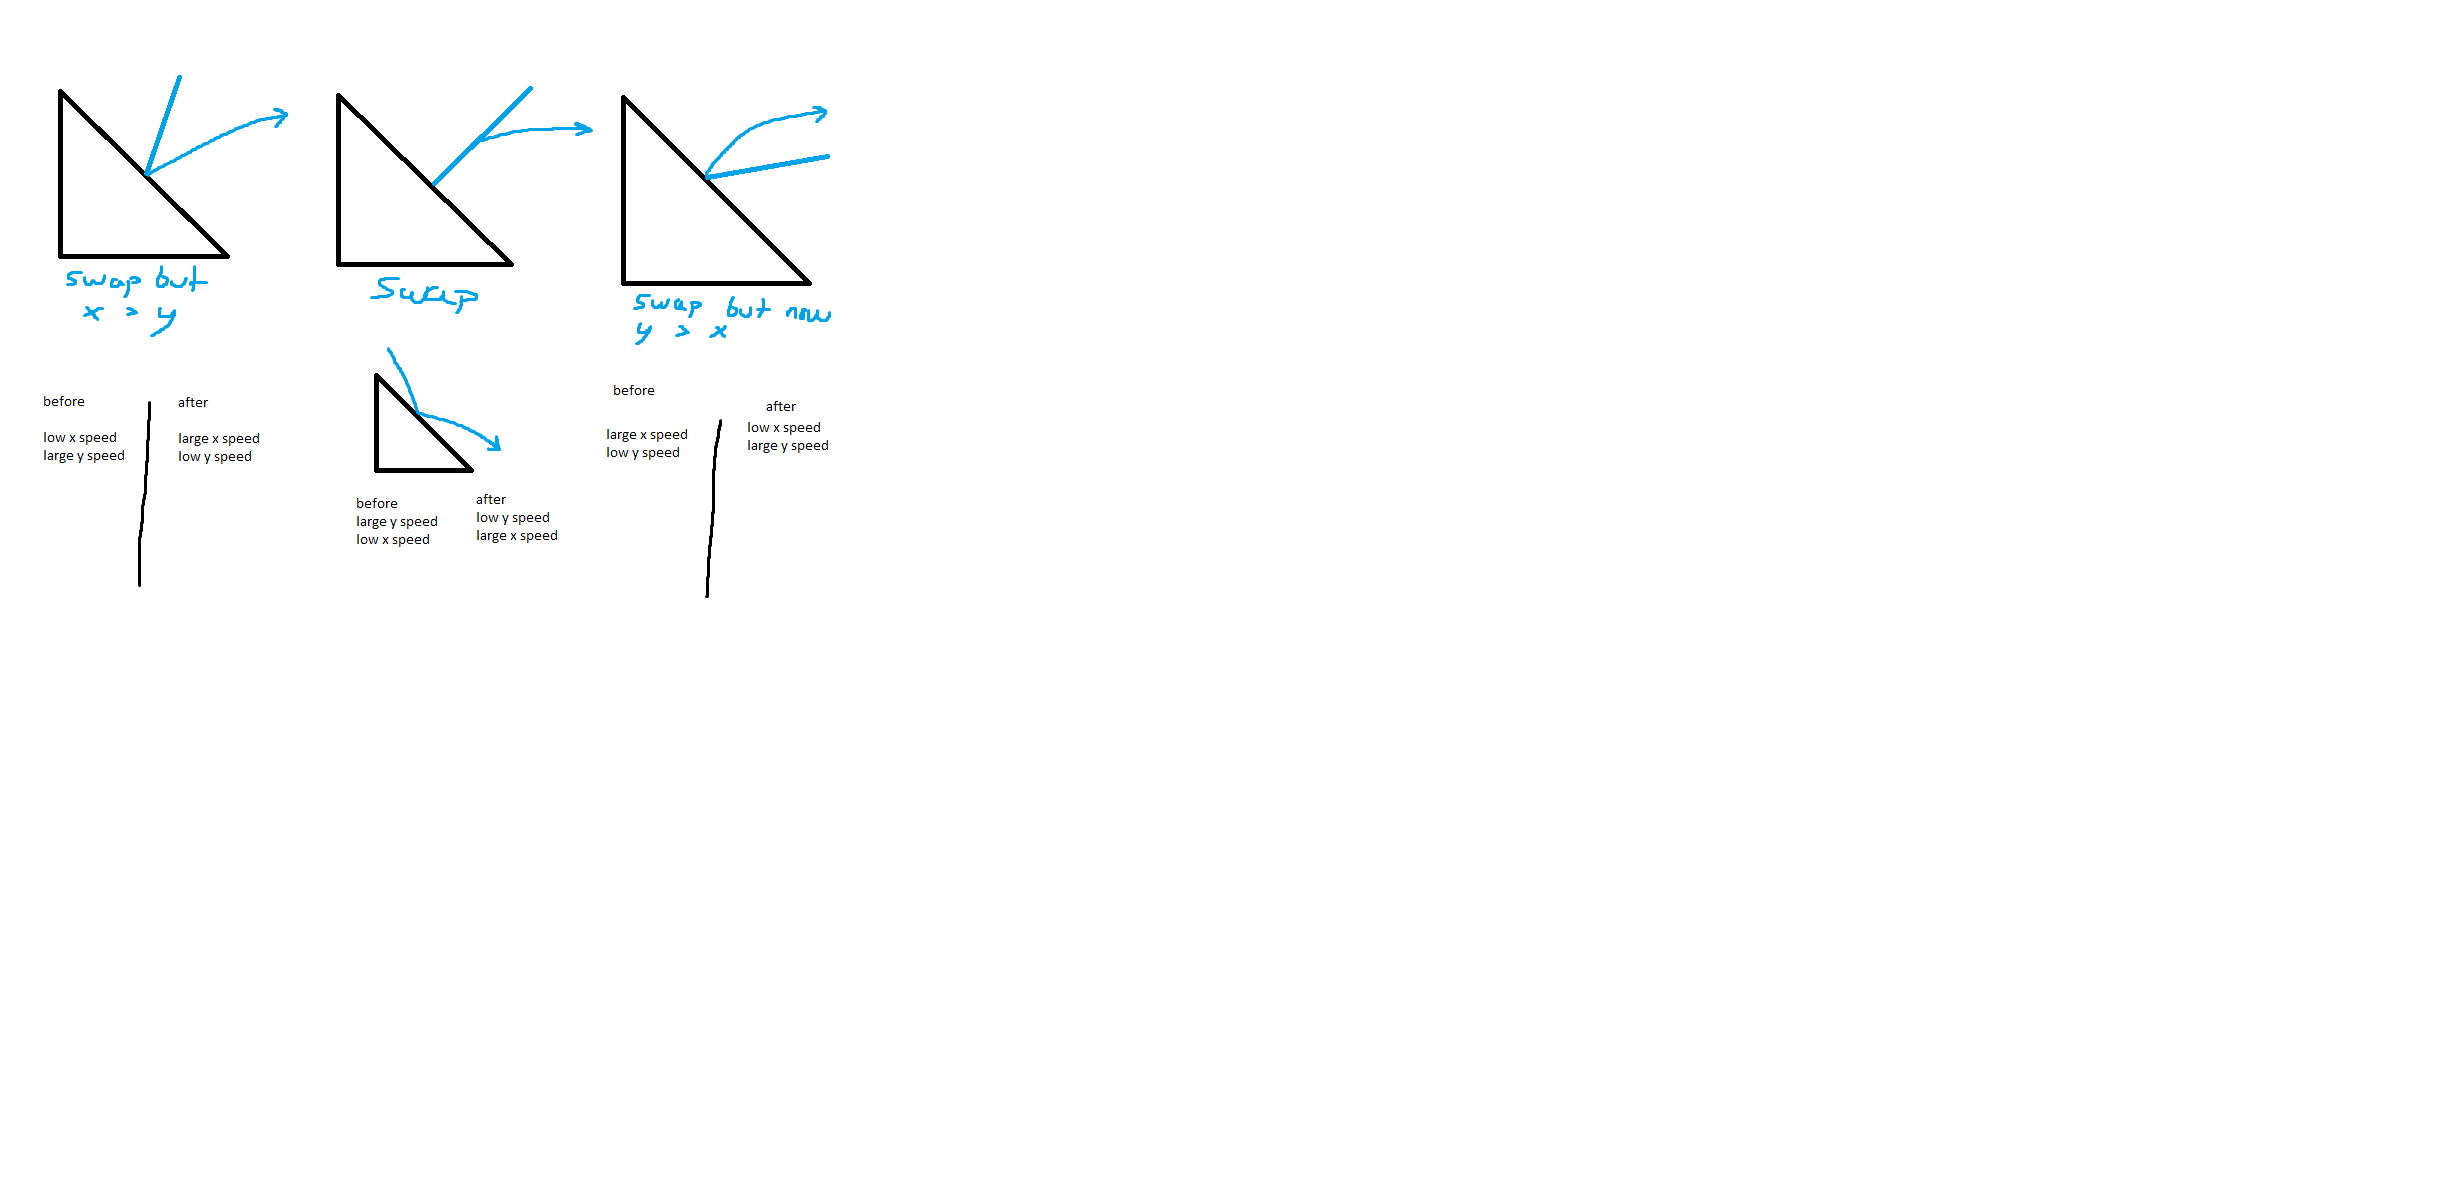 swap but
x > y
Swap
swap but now
y > x
before
after
low x speed
large y speed
large x speed
low y speed
before
large y speed
low x speed
after
low y speed
large x speed
before
after
large x speed
low y speed
low x speed
large y speed